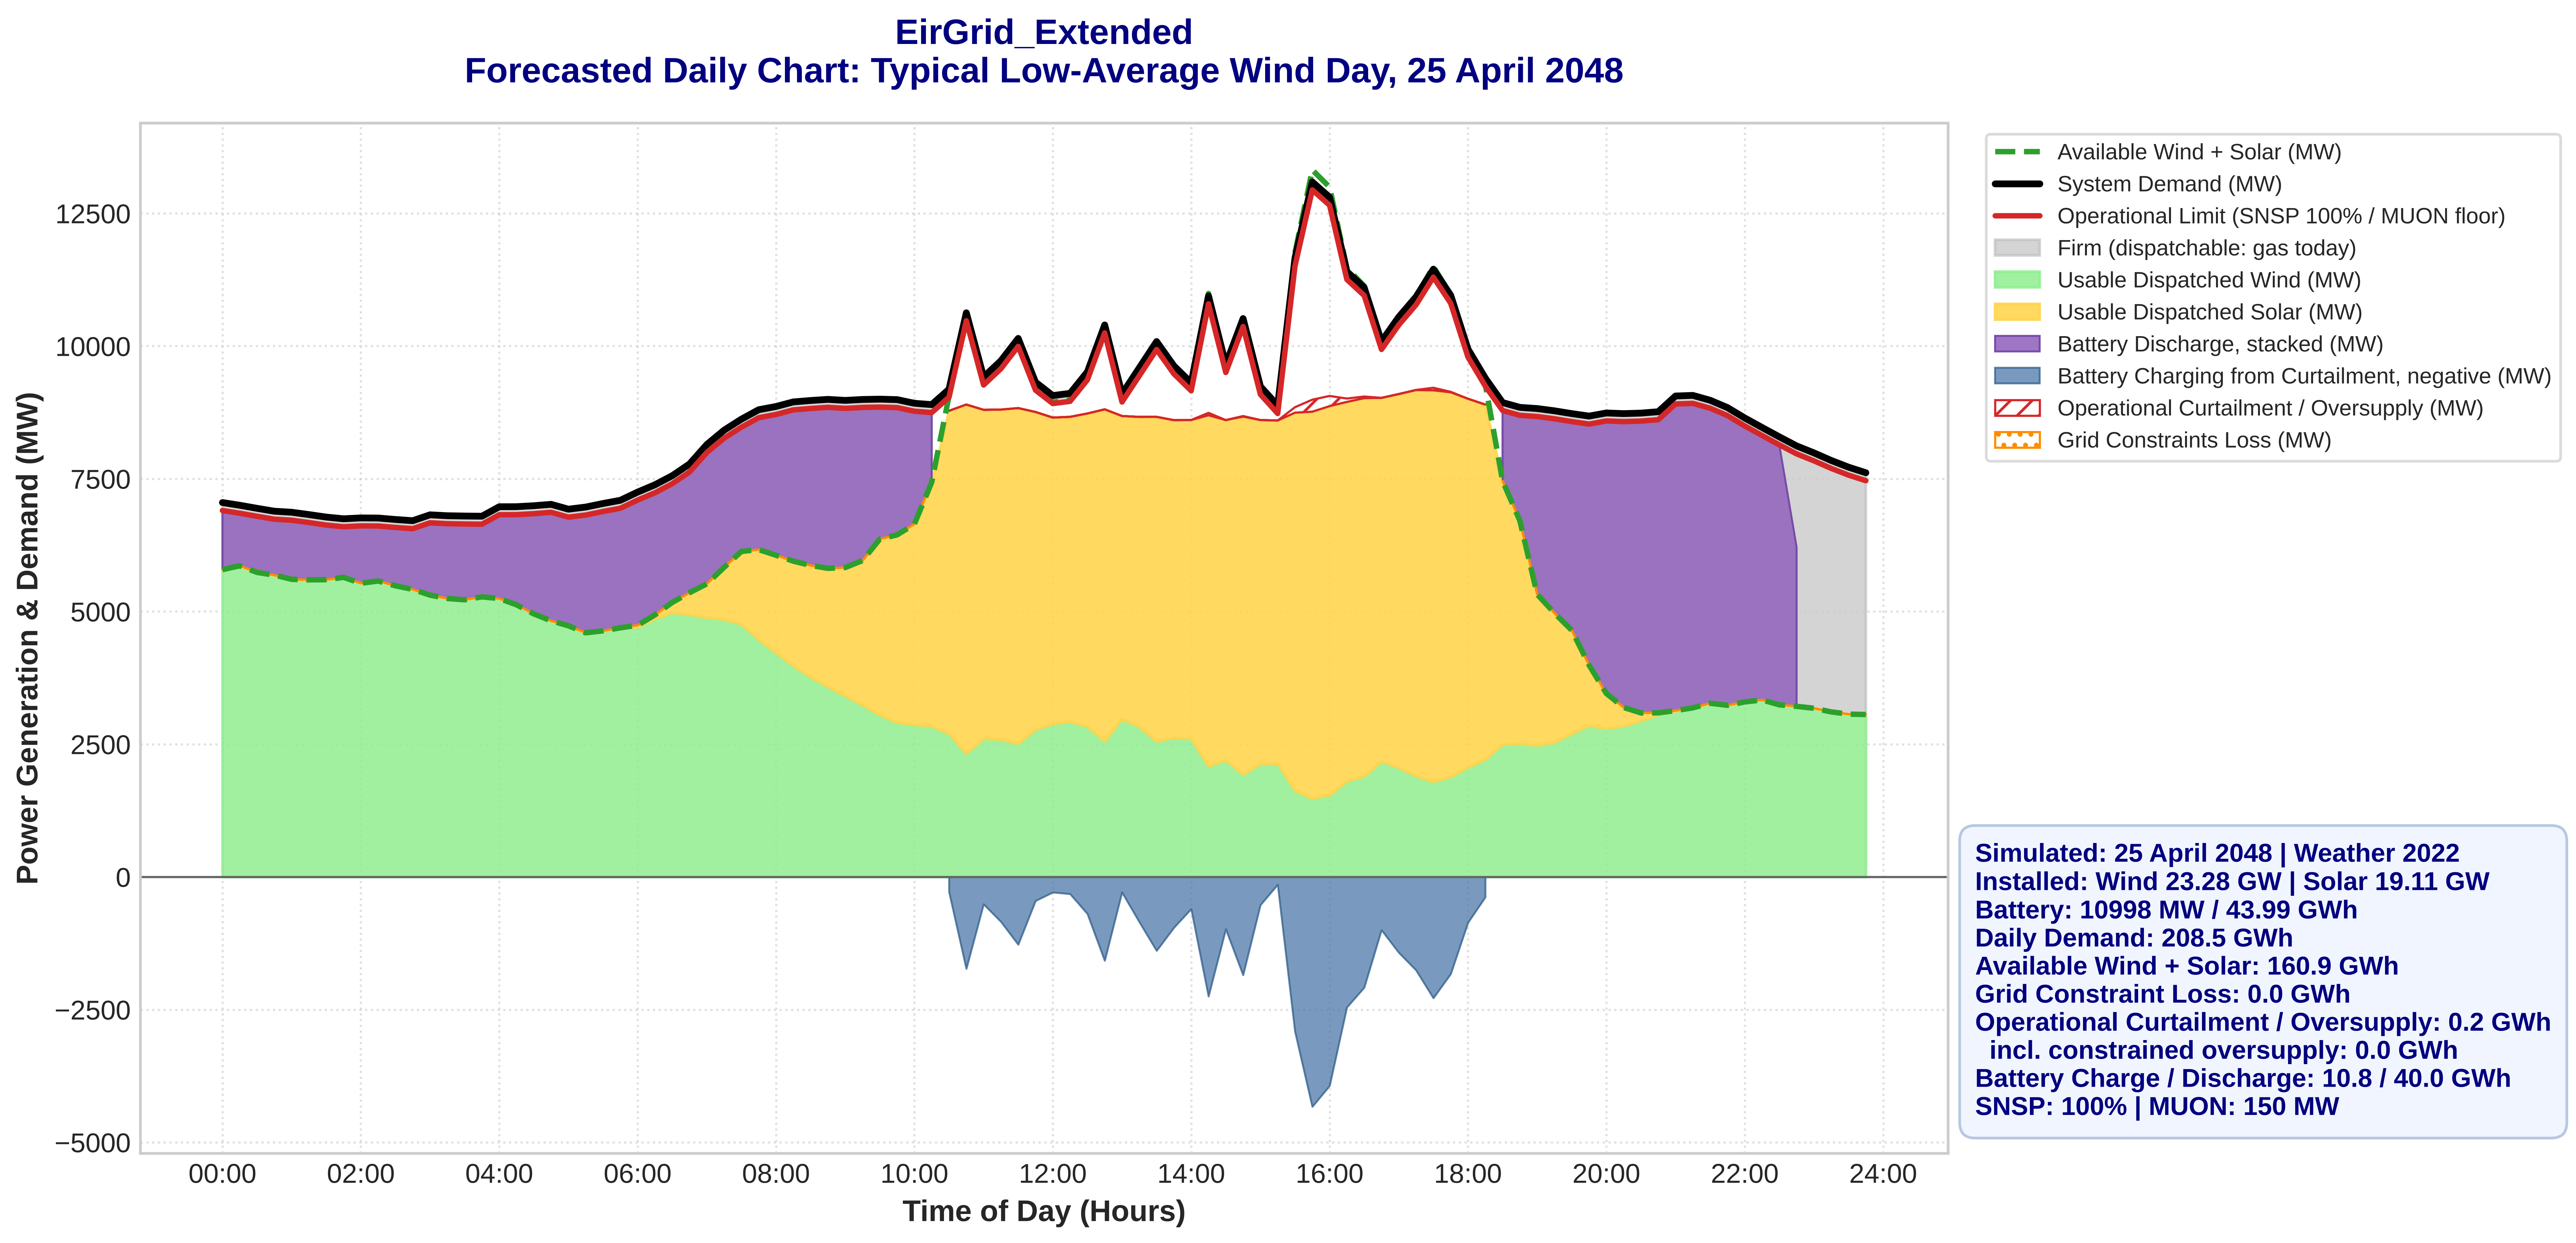 EirGrid_Extended
Forecasted Daily Chart: Typical Low-Average Wind Day, 25 April 2048
Power Generation & Demand (MW)
12500
10000
7500
5000
2500
0
−2500
−5000
00:00
02:00
04:00
06:00
08:00
10:00
12:00
14:00
16:00
18:00
20:00
22:00
24:00
Time of Day (Hours)
Available Wind + Solar (MW)
System Demand (MW)
Operational Limit (SNSP 100% / MUON floor)
Firm (dispatchable: gas today)
Usable Dispatched Wind (MW)
Usable Dispatched Solar (MW)
Battery Discharge, stacked (MW)
Battery Charging from Curtailment, negative (MW)
Operational Curtailment / Oversupply (MW)
Grid Constraints Loss (MW)
Simulated: 25 April 2048 | Weather 2022
Installed: Wind 23.28 GW | Solar 19.11 GW
Battery: 10998 MW / 43.99 GWh
Daily Demand: 208.5 GWh
Available Wind + Solar: 160.9 GWh
Grid Constraint Loss: 0.0 GWh
Operational Curtailment / Oversupply: 0.2 GWh
incl. constrained oversupply: 0.0 GWh
Battery Charge / Discharge: 10.8 / 40.0 GWh
SNSP: 100% | MUON: 150 MW